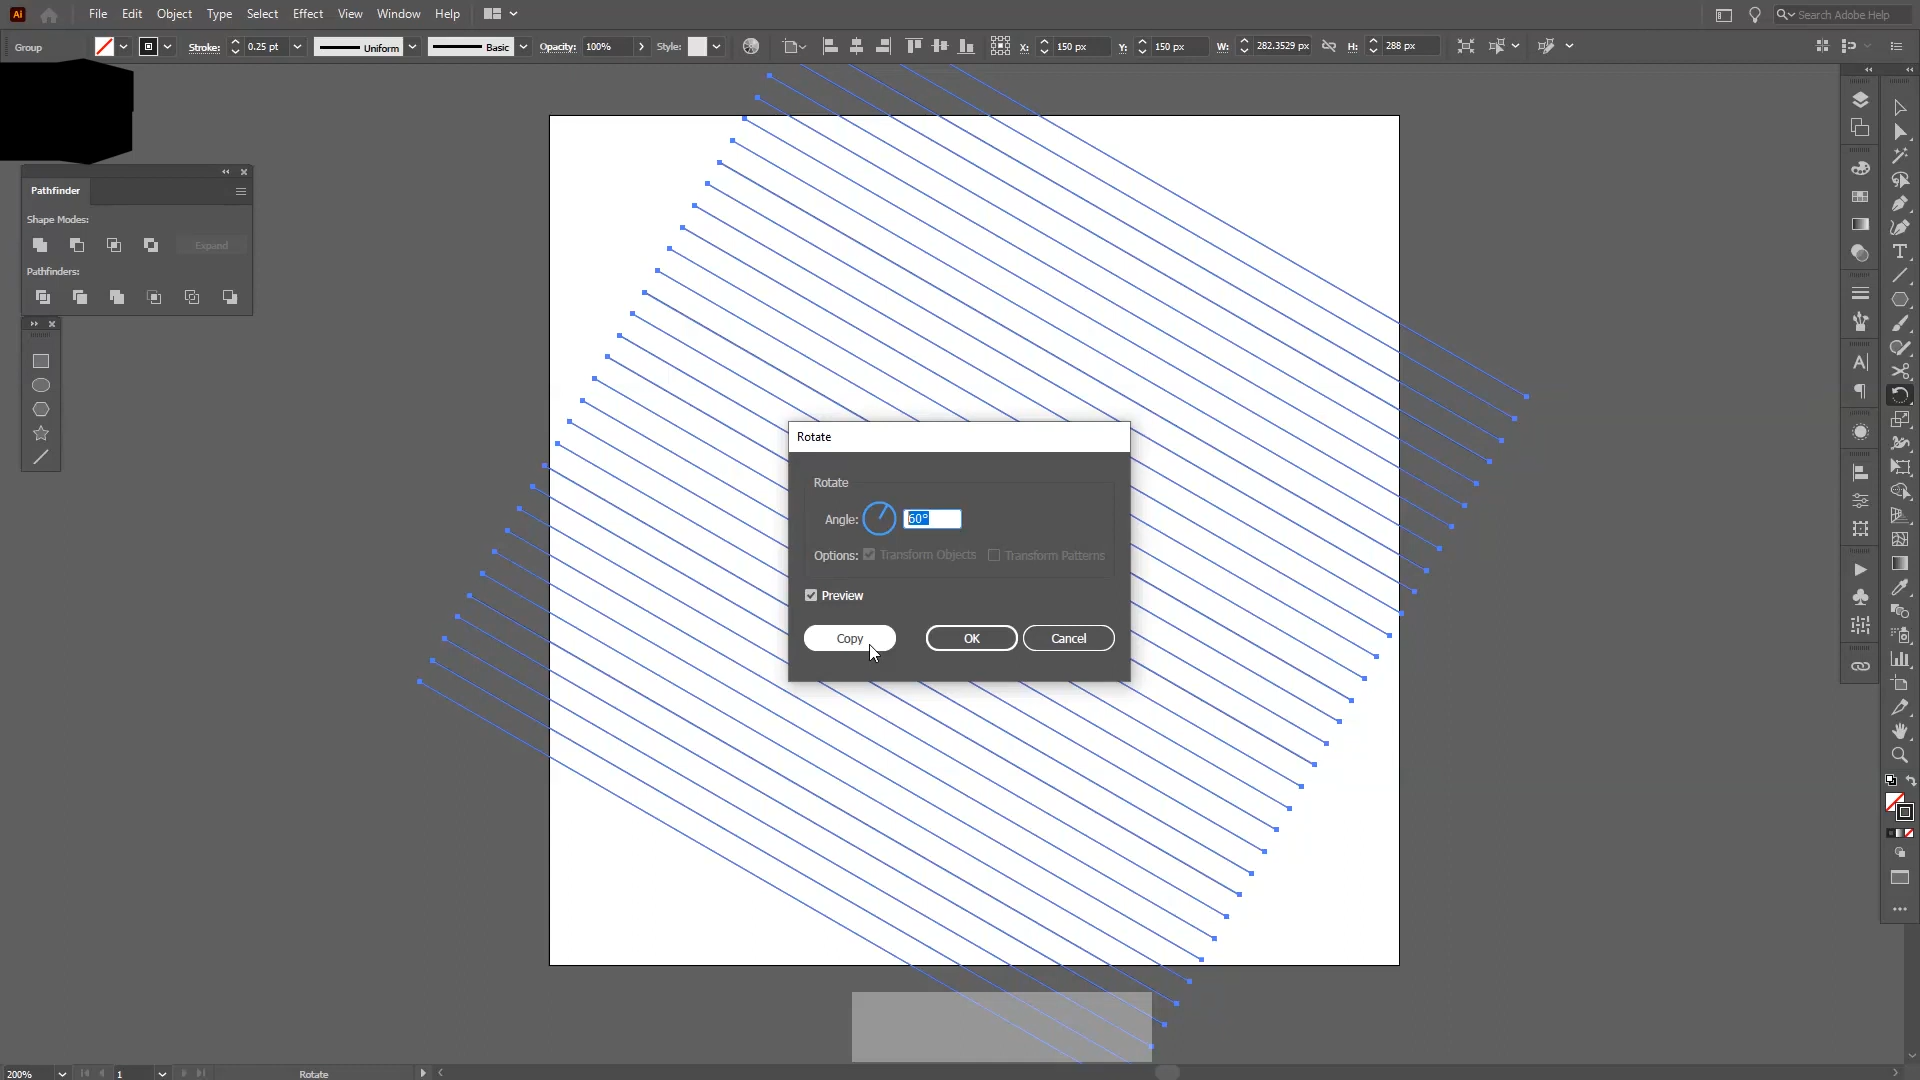 Ai File Edit Object Type Select Effect View Window Help Search Adobe Help
Group Stroke: 0.25 pt Uniform Basic Opacity: 100% Style: X: 150 px Y: 150 px W: 282.3529 px H: 288 px
Pathfinder
Shape Modes:
Expand
Pathfinders:
Rotate
Rotate
Angle: 60°
Options: Transform Objects Transform Patterns
Preview
Copy OK Cancel
200% 1 Rotate